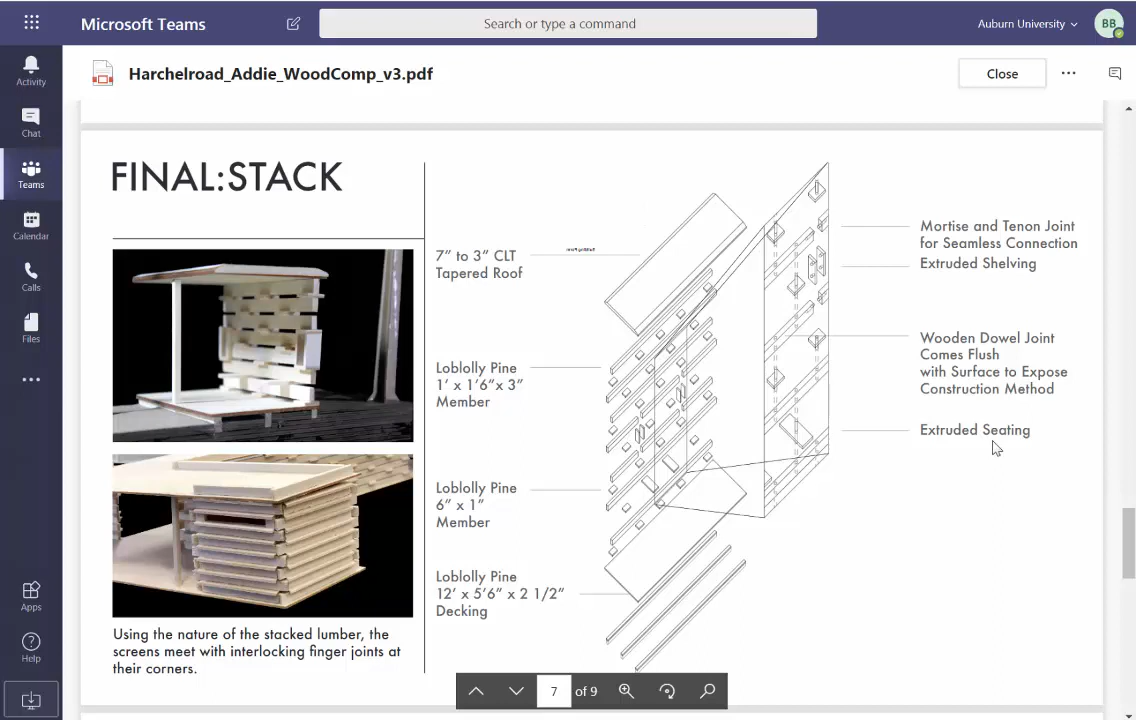 Microsoft Teams
Search or type a command
Auburn University
BB
Activity
Chat
Teams
Calendar
Calls
Files
Apps
Help
Harchelroad_Addie_WoodComp_v3.pdf
Close
FINAL:STACK
Using the nature of the stacked lumber, the
screens meet with interlocking finger joints at
their corners.
7” to 3” CLT
Tapered Roof
Loblolly Pine
1’ x 1’6”x 3”
Member
Loblolly Pine
6” x 1”
Member
Loblolly Pine
12’ x 5’6” x 2 1/2”
Decking
Mortise and Tenon Joint
for Seamless Connection
Extruded Shelving
Wooden Dowel Joint
Comes Flush
with Surface to Expose
Construction Method
Extruded Seating
7 of 9